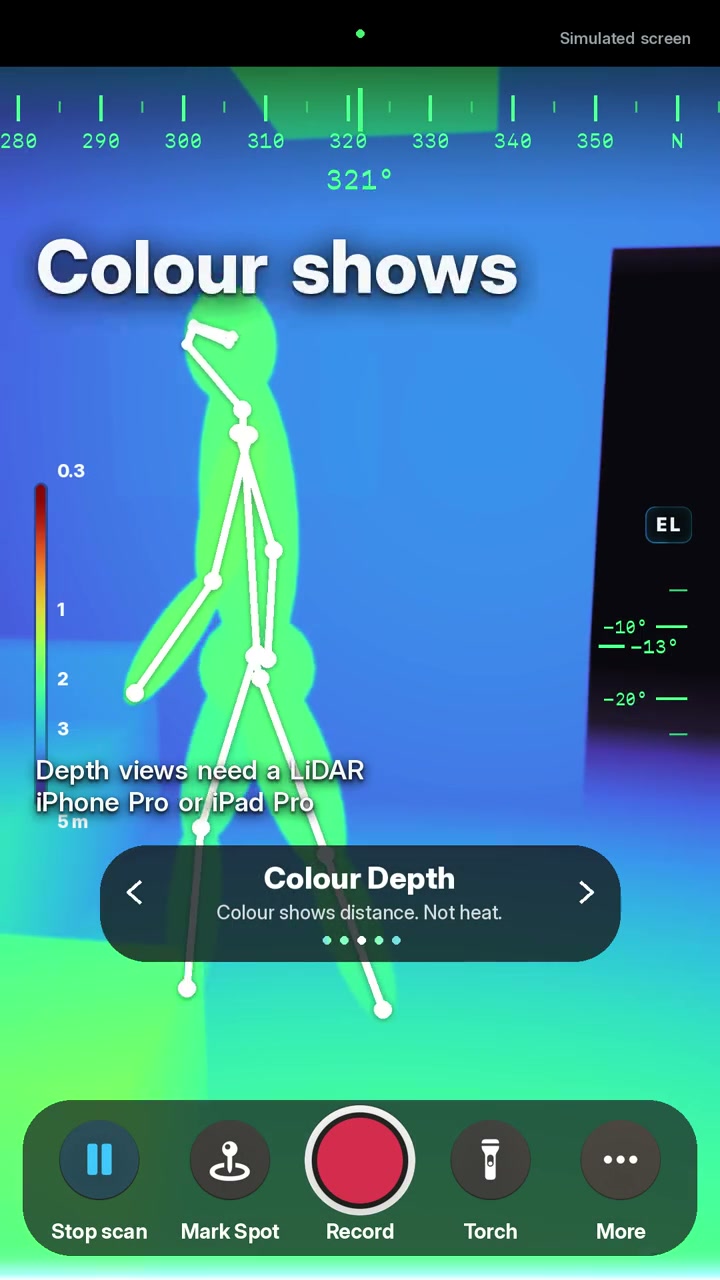 Simulated screen
280 290 300 310 320 330 340 350 N
321°
Colour shows
0.3
EL
1
-10°
-13°
2
-20°
3
Depth views need a LiDAR
iPhone Pro or iPad Pro
5 m
Colour Depth
Colour shows distance. Not heat.
Stop scan Mark Spot Record Torch More